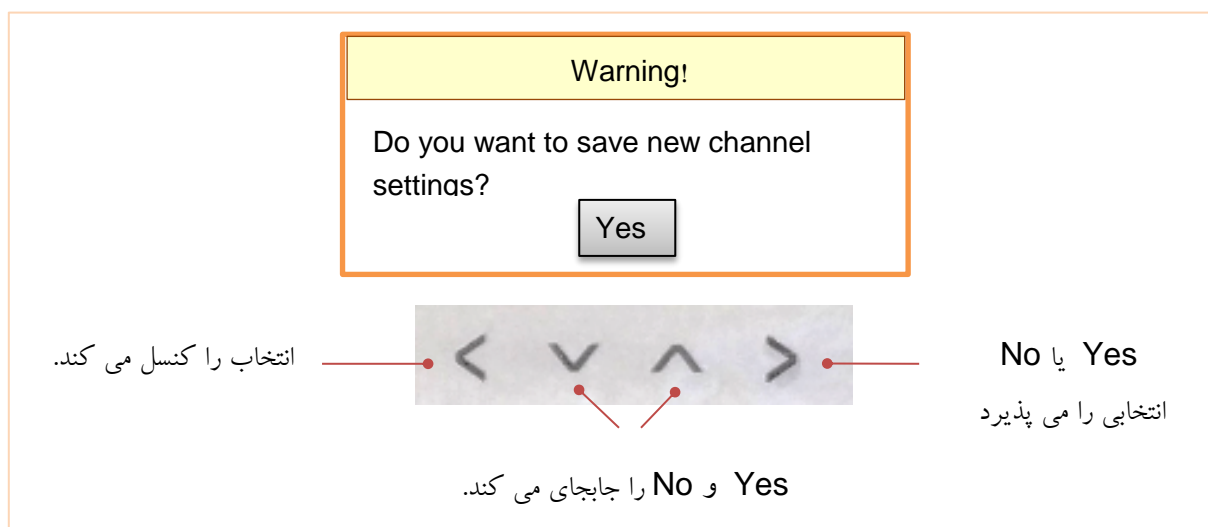 Warning!
Do you want to save new channel
settings?
Yes
انتخاب را کنسل می کند.
Yes یا No
انتخابی را می پذیرد
Yes و No را جابجای می کند.